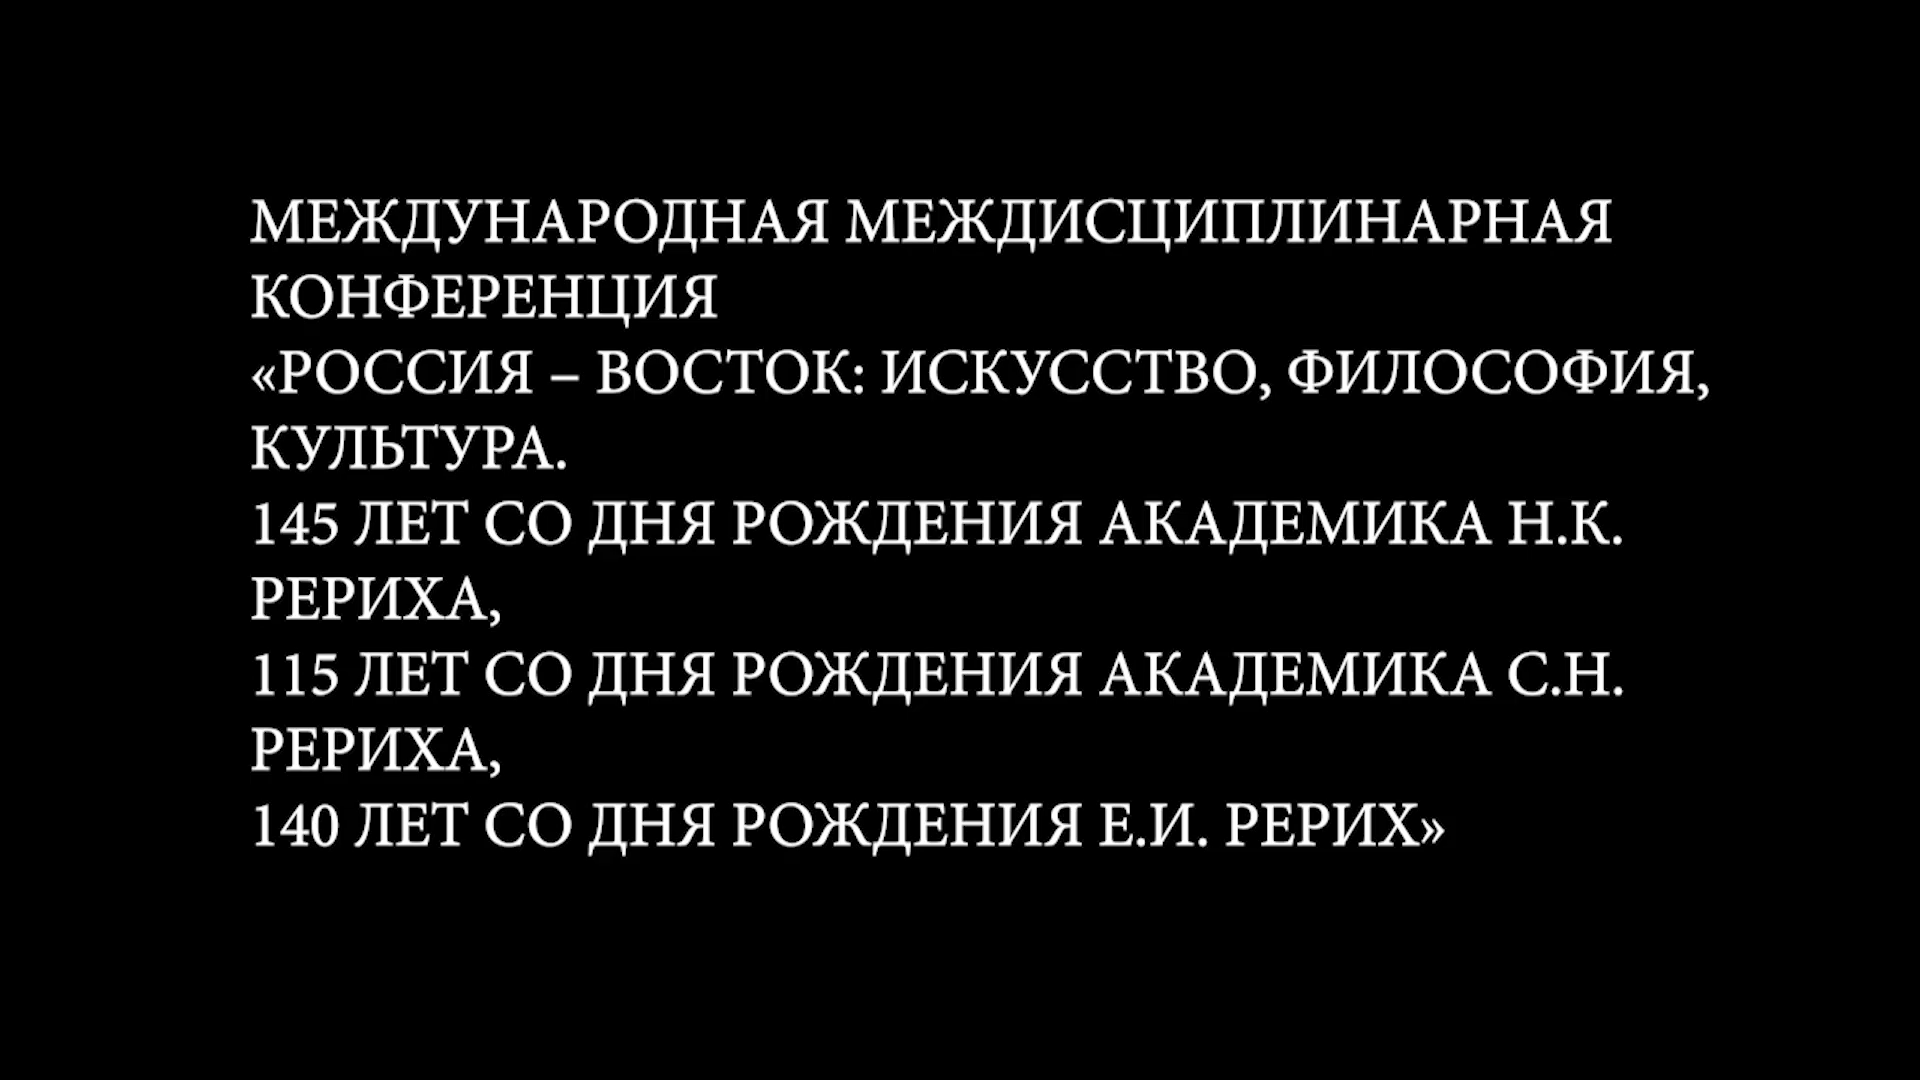 МЕЖДУНАРОДНАЯ МЕЖДИСЦИПЛИНАРНАЯ
КОНФЕРЕНЦИЯ
«РОССИЯ – ВОСТОК: ИСКУССТВО, ФИЛОСОФИЯ,
КУЛЬТУРА.
145 ЛЕТ СО ДНЯ РОЖДЕНИЯ АКАДЕМИКА Н.К.
РЕРИХА,
115 ЛЕТ СО ДНЯ РОЖДЕНИЯ АКАДЕМИКА С.Н.
РЕРИХА,
140 ЛЕТ СО ДНЯ РОЖДЕНИЯ Е.И. РЕРИХ»